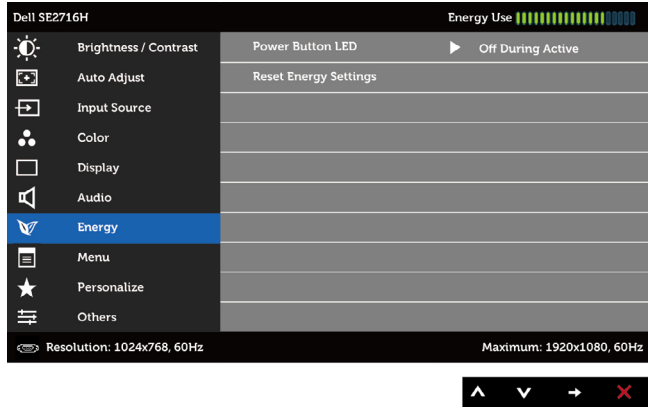 Dell SE2716H
Energy Use
Brightness / Contrast
Power Button LED
Off During Active
Auto Adjust
Reset Energy Settings
Input Source
Color
Display
Audio
Energy
Menu
Personalize
Others
Resolution: 1024x768, 60Hz
Maximum: 1920x1080, 60Hz